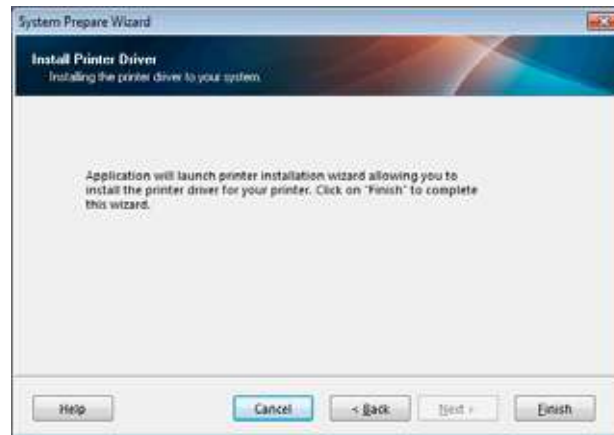 System Prepare Wizard
Install Printer Driver
Installing the printer driver to your system.
Application will launch printer installation wizard allowing you to
install the printer driver for your printer. Click on "Finish" to complete
this wizard.
Help
Cancel
< Back
Next >
Finish